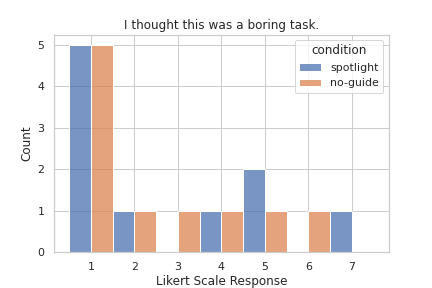 I thought this was a boring task.
condition
spotlight
no-guide
Count
5
4
3
2
1
0
1 2 3 4 5 6 7
Likert Scale Response